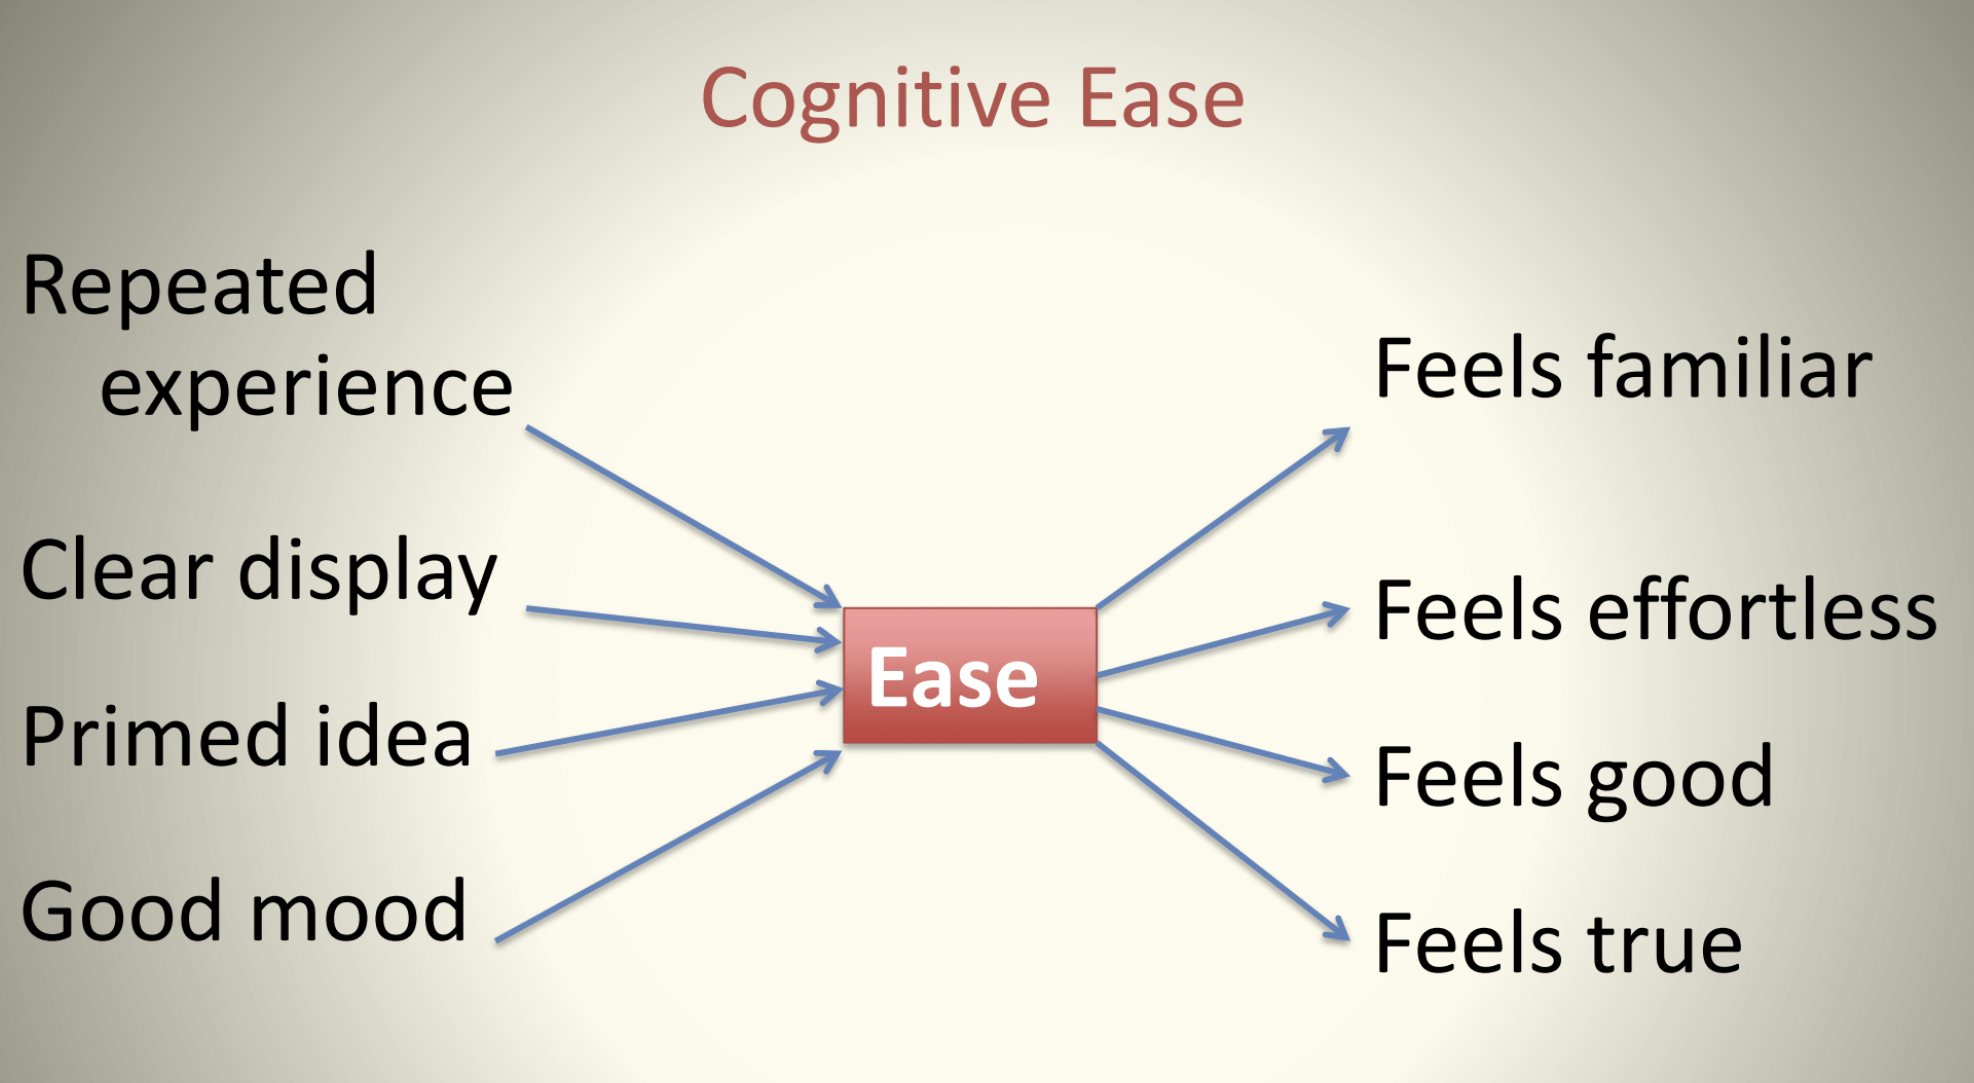 Cognitive Ease
Repeated
experience
Clear display
Primed idea
Good mood
Ease
Feels familiar
Feels effortless
Feels good
Feels true